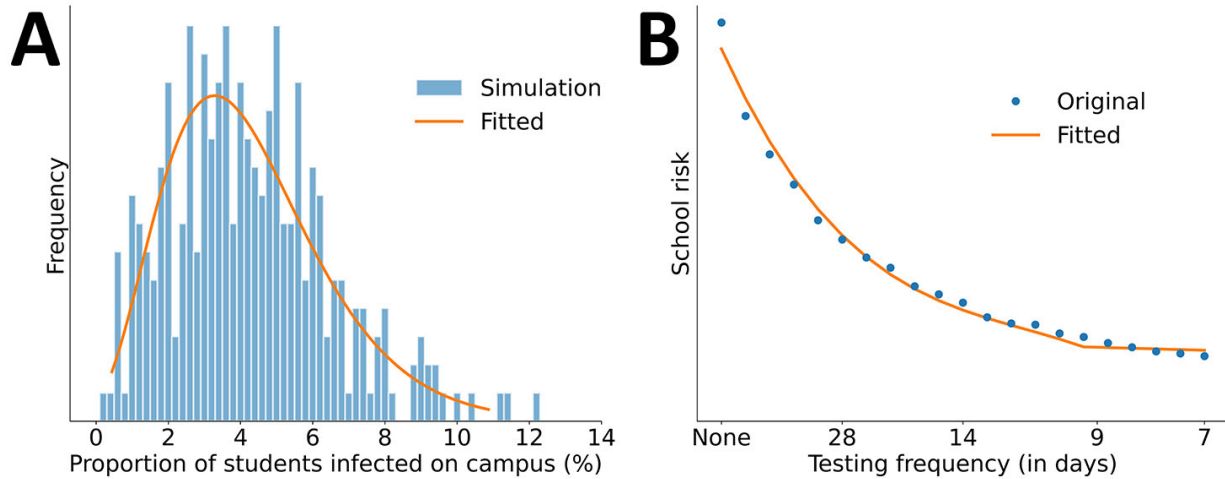 A
Frequency
Simulation
Fitted
0 2 4 6 8 10 12 14
Proportion of students infected on campus (%)
B
School risk
Original
Fitted
None 28 14 9 7
Testing frequency (in days)